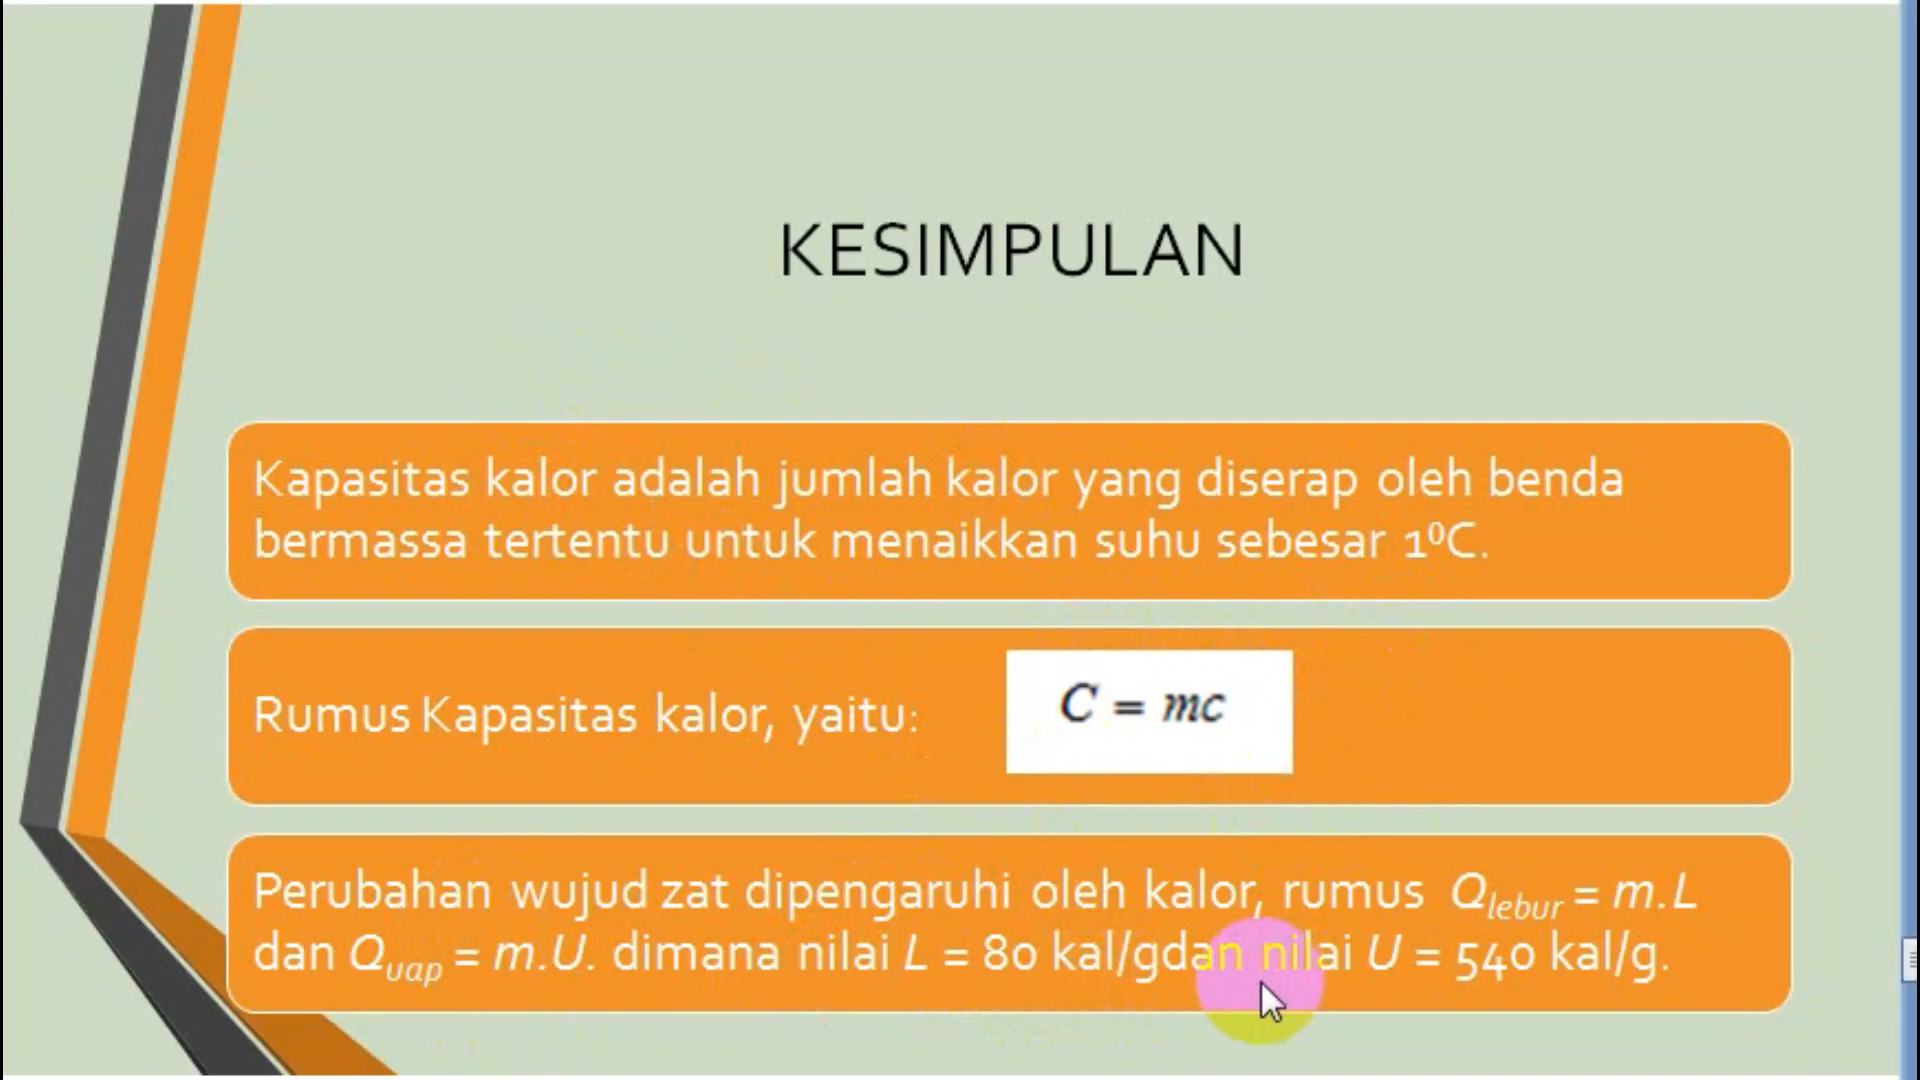 KESIMPULAN
Kapasitas kalor adalah jumlah kalor yang diserap oleh benda
bermassa tertentu untuk menaikkan suhu sebesar 1⁰C.
Rumus Kapasitas kalor, yaitu: C = mc
Perubahan wujud zat dipengaruhi oleh kalor, rumus Q_lebur = m.L
dan Q_uap = m.U. dimana nilai L = 80 kal/gdan nilai U = 540 kal/g.